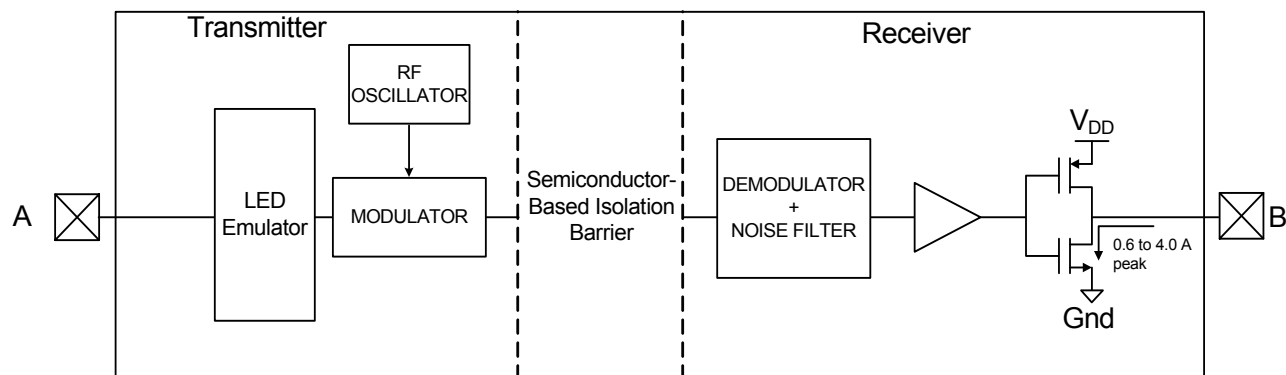 Transmitter
Receiver
RF
OSCILLATOR
A
LED
Emulator
MODULATOR
Semiconductor-
Based Isolation
Barrier
DEMODULATOR
+
NOISE FILTER
V_DD
0.6 to 4.0 A
peak
Gnd
B